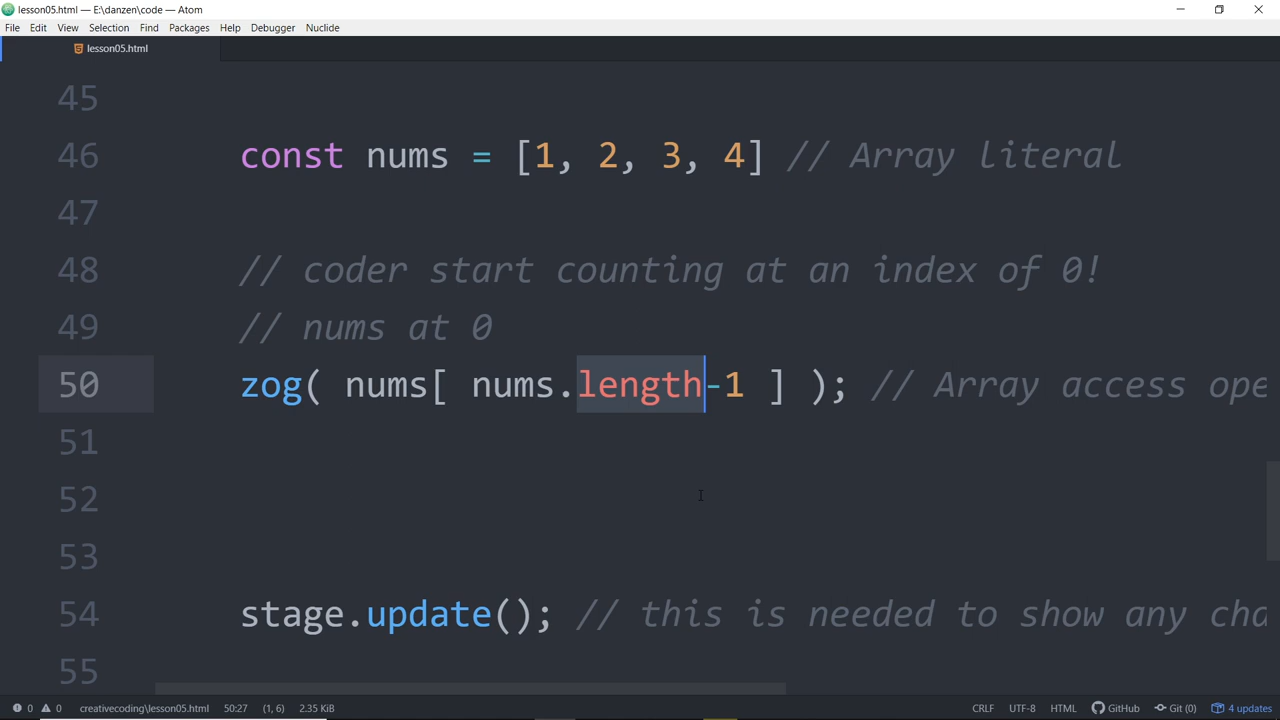 lesson05.html — E:\danzen\code — Atom
File Edit View Selection Find Packages Help Debugger Nuclide
lesson05.html
45
46 const nums = [1, 2, 3, 4] // Array literal
47
48 // coder start counting at an index of 0!
49 // nums at 0
50 zog( nums[ nums.length-1 ] ); // Array access ope
51
52
53
54 stage.update(); // this is needed to show any cha
55
0 0 creativecoding\lesson05.html 50:27 (1, 6) 2.35 KiB CRLF UTF-8 HTML GitHub Git (0) 4 updates